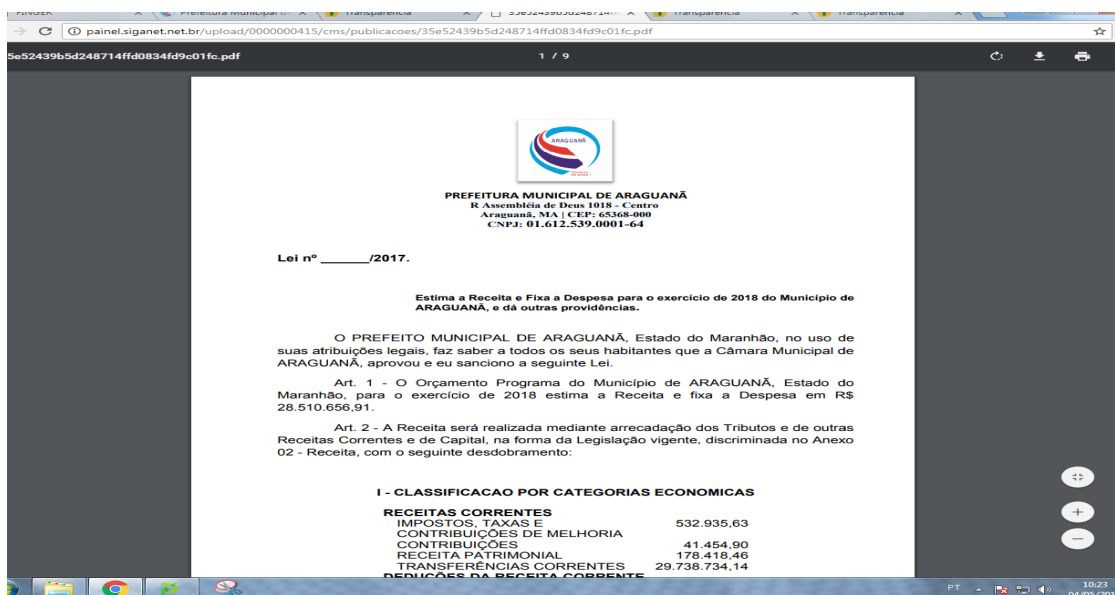 Transparência
Transparência
Transparência
painel.siganet.net.br/upload/0000000415/cms/publicacoes/35e52439b5d248714ffd0834fd9c01fc.pdf
5e52439b5d248714ffd0834fd9c01fc.pdf
1 / 9
ARAGUANÃ
PREFEITURA MUNICIPAL DE ARAGUANÃ
R Assembléia de Deus 1018 - Centro
Araguanã, MA | CEP: 65368-000
CNPJ: 01.612.539.0001-64
Lei nº ______/2017.
Estima a Receita e Fixa a Despesa para o exercício de 2018 do Município de
ARAGUANÃ, e dá outras providências.
O PREFEITO MUNICIPAL DE ARAGUANÃ, Estado do Maranhão, no uso de
suas atribuições legais, faz saber a todos os seus habitantes que a Câmara Municipal de
ARAGUANÃ, aprovou e eu sanciono a seguinte Lei.
Art. 1 - O Orçamento Programa do Município de ARAGUANÃ, Estado do
Maranhão, para o exercício de 2018 estima a Receita e fixa a Despesa em R$
28.510.656,91.
Art. 2 - A Receita será realizada mediante arrecadação dos Tributos e de outras
Receitas Correntes e de Capital, na forma da Legislação vigente, discriminada no Anexo
02 - Receita, com o seguinte desdobramento:
I - CLASSIFICACAO POR CATEGORIAS ECONOMICAS
RECEITAS CORRENTES
IMPOSTOS, TAXAS E 532.935,63
CONTRIBUIÇÕES DE MELHORIA
CONTRIBUIÇÕES 41.454,90
RECEITA PATRIMONIAL 178.418,46
TRANSFERÊNCIAS CORRENTES 29.738.734,14
DEDUÇÕES DA RECEITA CORRENTE
PT
10:23